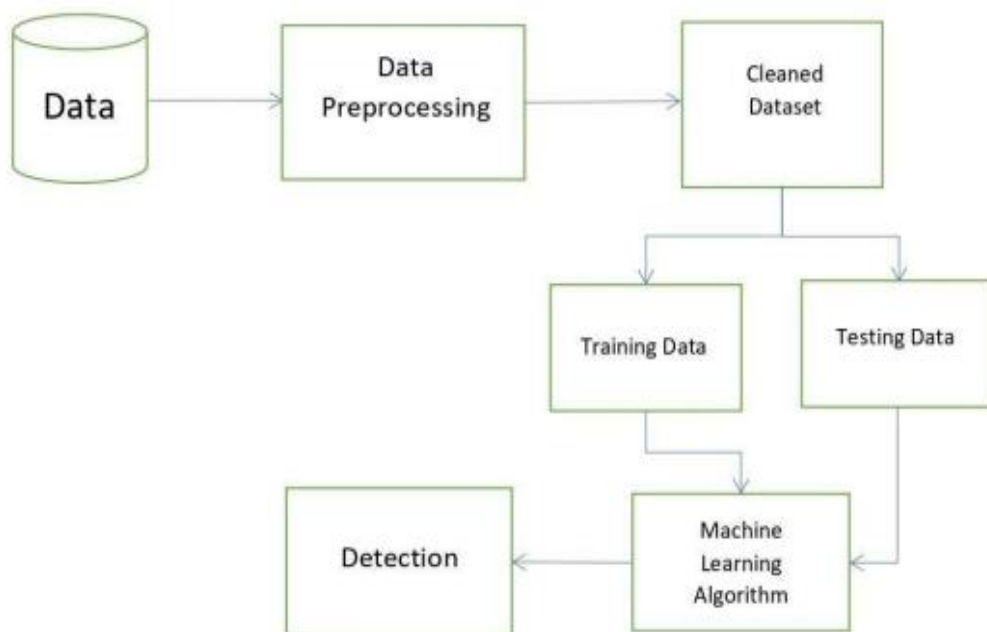 Data
Data
Preprocessing
Cleaned
Dataset
Training Data
Testing Data
Machine
Learning
Algorithm
Detection